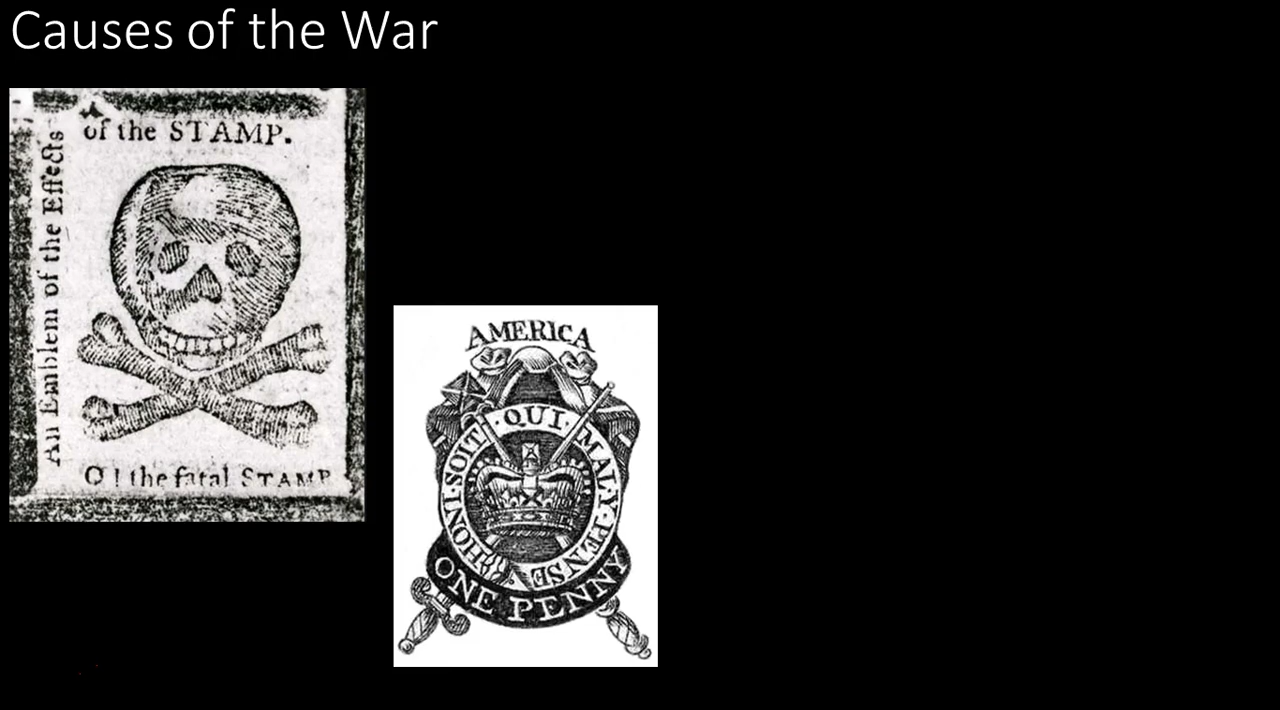 Causes of the War
An Emblem of the Effects
of the STAMP.
O! the fatal STAMP
AMERICA
HONI·SOIT·QUI·MAL·Y·PENSE
ONE PENNY